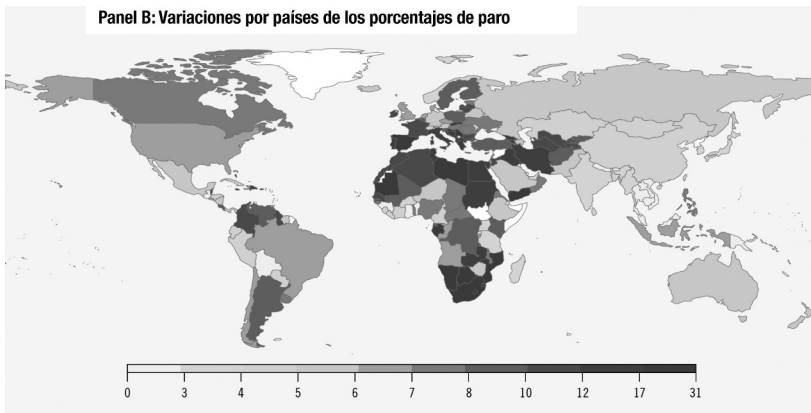 Panel B: Variaciones por países de los porcentajes de paro
0 3 4 5 6 7 8 10 12 17 31